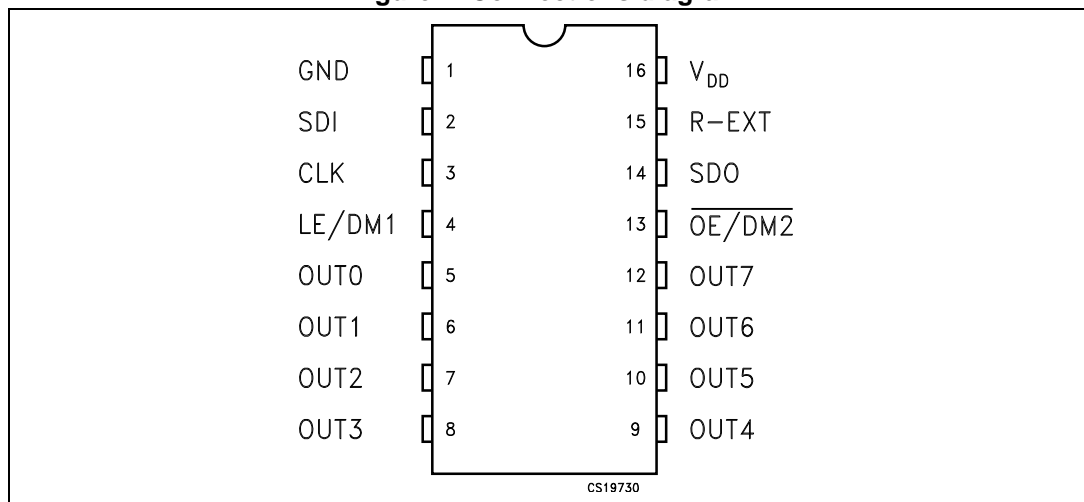 GND 1 16 VDD
SDI 2 15 R-EXT
CLK 3 14 SDO
LE/DM1 4 13 OE/DM2
OUT0 5 12 OUT7
OUT1 6 11 OUT6
OUT2 7 10 OUT5
OUT3 8 9 OUT4
CS19730